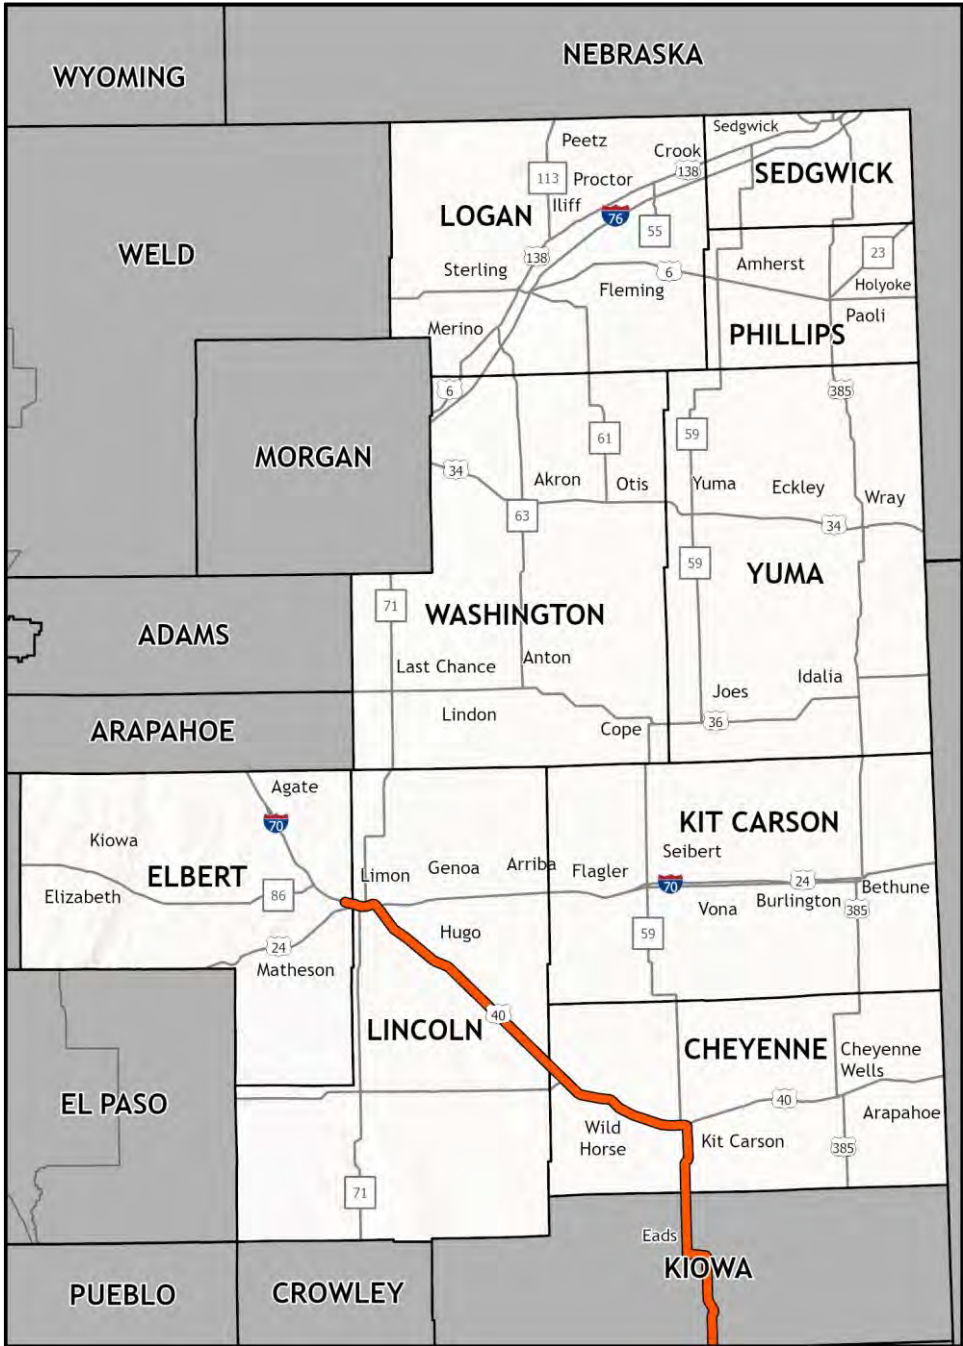 NEBRASKA
WYOMING
Sedgwick
Peetz
Crook
138
SEDGWICK
113
Proctor
Iliff
LOGAN
76
55
WELD
138
23
Amherst
Sterling
6
Holyoke
Fleming
Paoli
Merino
PHILLIPS
6
385
59
61
MORGAN
34
Akron
Otis
Yuma
Eckley
Wray
63
34
59
YUMA
71
WASHINGTON
ADAMS
Anton
Last Chance
Idalia
Joes
Lindon
36
Cope
ARAPAHOE
Agate
70
KIT CARSON
Kiowa
Seibert
Arriba
Genoa
Flagler
ELBERT
Limon
24
70
Bethune
86
Elizabeth
Burlington
Vona
385
Hugo
59
24
Matheson
40
LINCOLN
CHEYENNE
Cheyenne
Wells
EL PASO
40
Arapahoe
Wild
Horse
Kit Carson
385
71
Eads
KIOWA
PUEBLO
CROWLEY